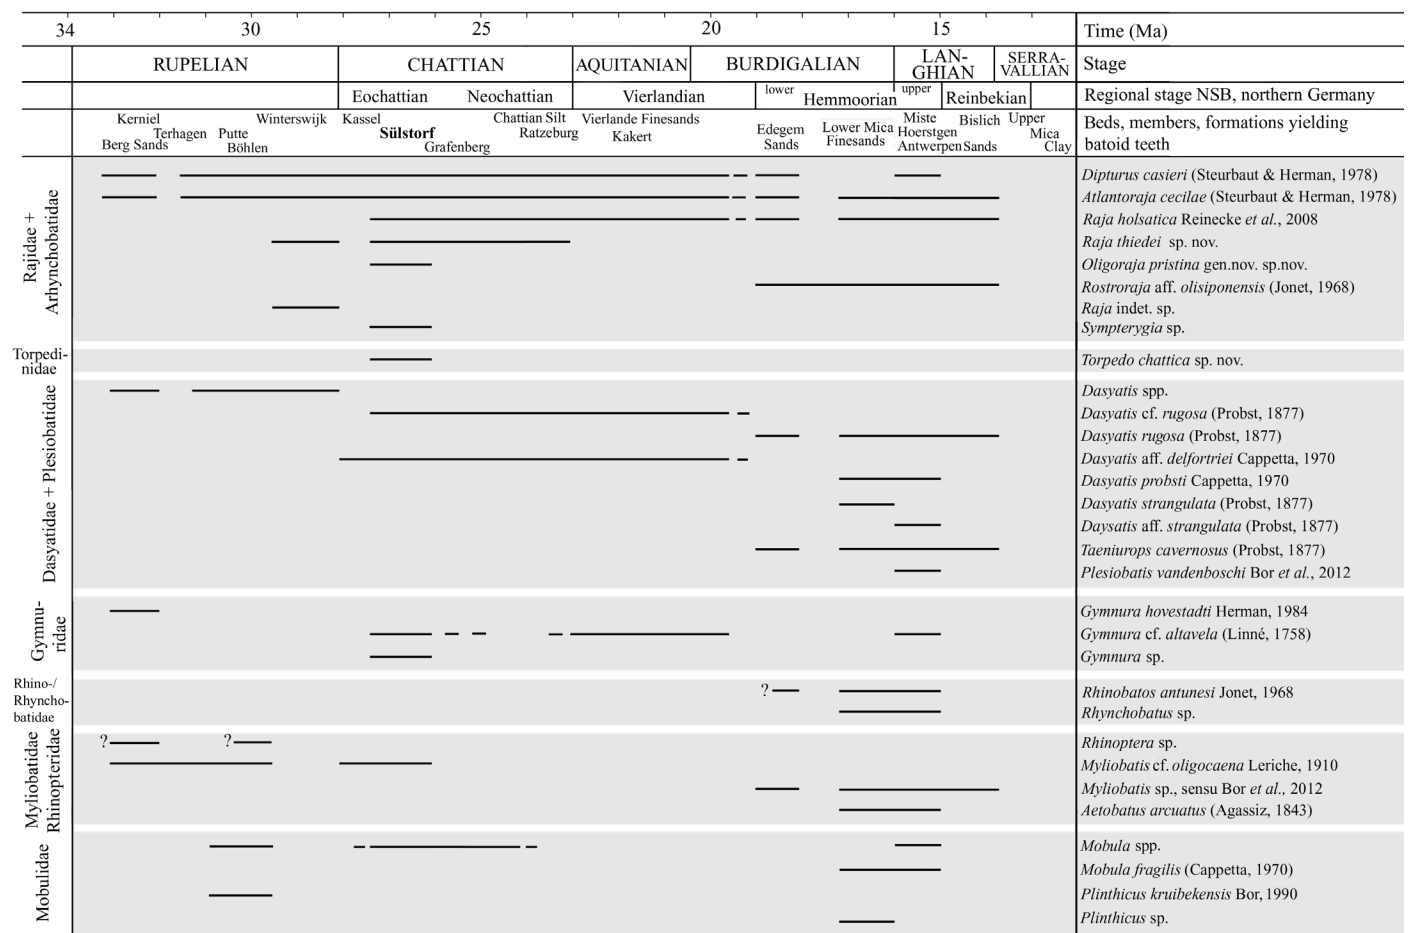 34 30 25 20 15 Time (Ma)
RUPELIAN CHATTIAN AQUITANIAN BURDIGALIAN LAN-GHIAN SERRA-VALLIAN Stage
Eochattian Neochattian Vierlandian lower Hemmoorian upper Reinbekian Regional stage NSB, northern Germany
Kerniel Winterswijk Kassel Chattian Silt Vierlande Finesands Miste Bislich Upper Beds, members, formations yielding
Terhagen Putte Sülstorf Ratzeburg Kakert Edegem Lower Mica Hoerstgen Mica
Berg Sands Böhlen Grafenberg Sands Finesands Antwerpen Sands Clay batoid teeth
Rajidae +
Arhynchobatidae
Dipturus casieri (Steurbaut & Herman, 1978)
Atlantoraja cecilae (Steurbaut & Herman, 1978)
Raja holsatica Reinecke et al., 2008
Raja thiedei sp. nov.
Oligoraja pristina gen.nov. sp.nov.
Rostroraja aff. olisiponensis (Jonet, 1968)
Raja indet. sp.
Sympterygia sp.
Torpedi-
nidae
Torpedo chattica sp. nov.
Dasyatidae + Plesiobatidae
Dasyatis spp.
Dasyatis cf. rugosa (Probst, 1877)
Dasyatis rugosa (Probst, 1877)
Dasyatis aff. delfortriei Cappetta, 1970
Dasyatis probsti Cappetta, 1970
Dasyatis strangulata (Probst, 1877)
Daysatis aff. strangulata (Probst, 1877)
Taeniurops cavernosus (Probst, 1877)
Plesiobatis vandenboschi Bor et al., 2012
Gymnu-
ridae
Gymnura hovestadti Herman, 1984
Gymnura cf. altavela (Linné, 1758)
Gymnura sp.
Rhino-/
Rhyncho-
batidae
? Rhinobatos antunesi Jonet, 1968
Rhynchobatus sp.
Myliobatidae
Rhinopteridae
? ? Rhinoptera sp.
Myliobatis cf. oligocaena Leriche, 1910
Myliobatis sp., sensu Bor et al., 2012
Aetobatus arcuatus (Agassiz, 1843)
Mobulidae
Mobula spp.
Mobula fragilis (Cappetta, 1970)
Plinthicus kruibekensis Bor, 1990
Plinthicus sp.